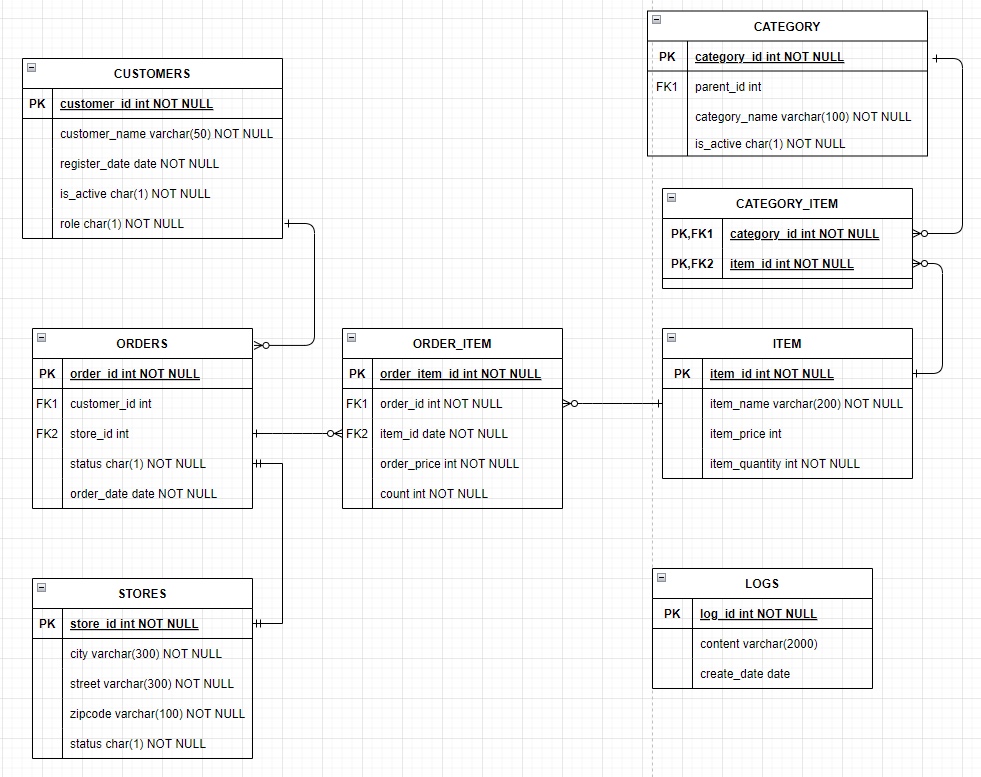 CATEGORY
PK category_id int NOT NULL
FK1 parent_id int
category_name varchar(100) NOT NULL
is_active char(1) NOT NULL
CUSTOMERS
PK customer_id int NOT NULL
customer_name varchar(50) NOT NULL
register_date date NOT NULL
is_active char(1) NOT NULL
role char(1) NOT NULL
CATEGORY_ITEM
PK,FK1 category_id int NOT NULL
PK,FK2 item_id int NOT NULL
ORDERS
PK order_id int NOT NULL
FK1 customer_id int
FK2 store_id int
status char(1) NOT NULL
order_date date NOT NULL
ORDER_ITEM
PK order_item_id int NOT NULL
FK1 order_id int NOT NULL
FK2 item_id date NOT NULL
order_price int NOT NULL
count int NOT NULL
ITEM
PK item_id int NOT NULL
item_name varchar(200) NOT NULL
item_price int
item_quantity int NOT NULL
STORES
PK store_id int NOT NULL
city varchar(300) NOT NULL
street varchar(300) NOT NULL
zipcode varchar(100) NOT NULL
status char(1) NOT NULL
LOGS
PK log_id int NOT NULL
content varchar(2000)
create_date date